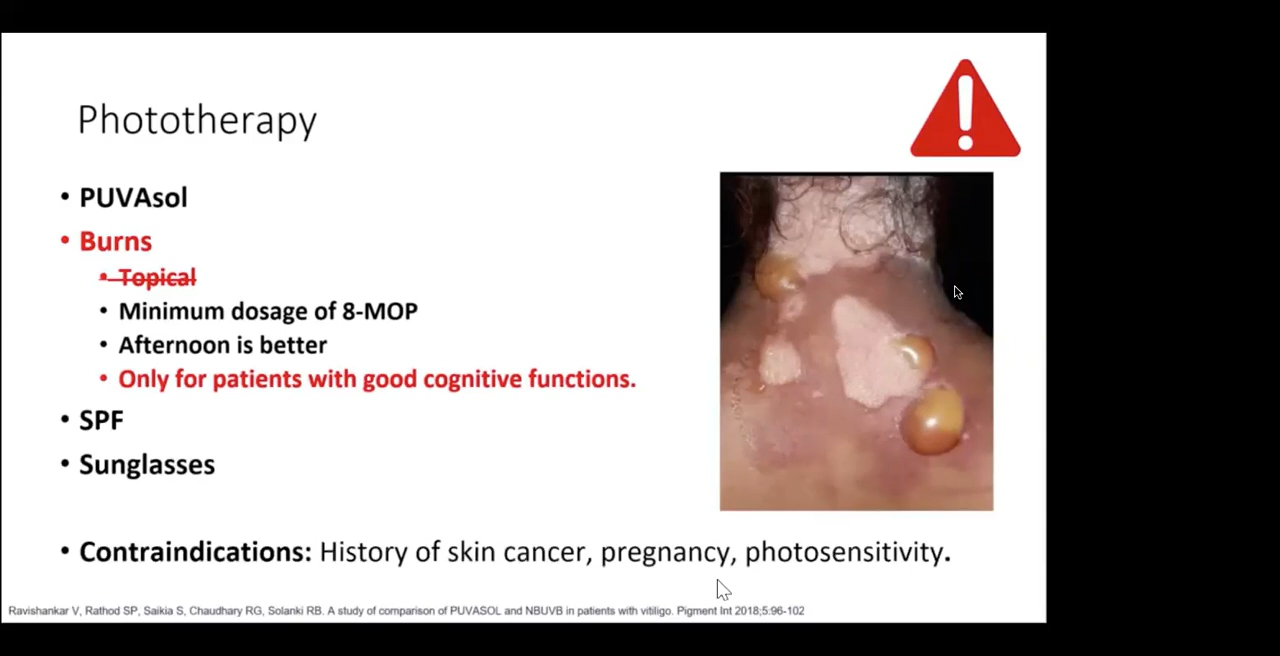 Phototherapy
• PUVAsol
• Burns
• Topical
• Minimum dosage of 8-MOP
• Afternoon is better
• Only for patients with good cognitive functions.
• SPF
• Sunglasses
• Contraindications: History of skin cancer, pregnancy, photosensitivity.
Ravishankar V, Rathod SP, Saikia S, Chaudhary RG, Solanki RB. A study of comparison of PUVASOL and NBUVB in patients with vitiligo. Pigment Int 2018;5:96-102